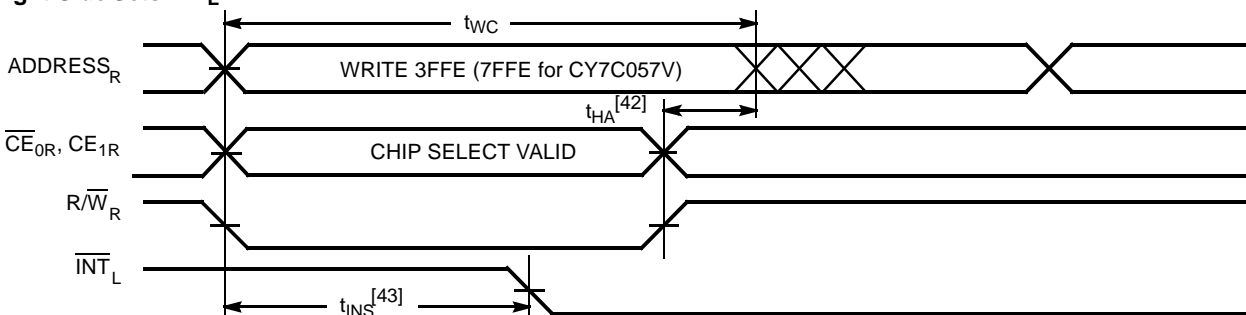 tWC
ADDRESSR
WRITE 3FFE (7FFE for CY7C057V)
tHA[42]
CE0R, CE1R
CHIP SELECT VALID
R/WR
INTL
tINS[43]